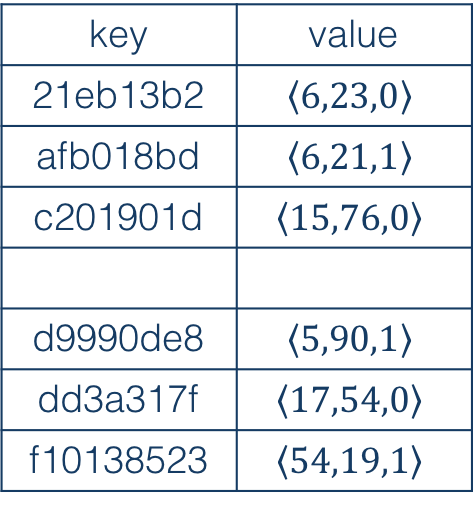 key value
21eb13b2 ⟨6,23,0⟩
afb018bd ⟨6,21,1⟩
c201901d ⟨15,76,0⟩
d9990de8 ⟨5,90,1⟩
dd3a317f ⟨17,54,0⟩
f10138523 ⟨54,19,1⟩